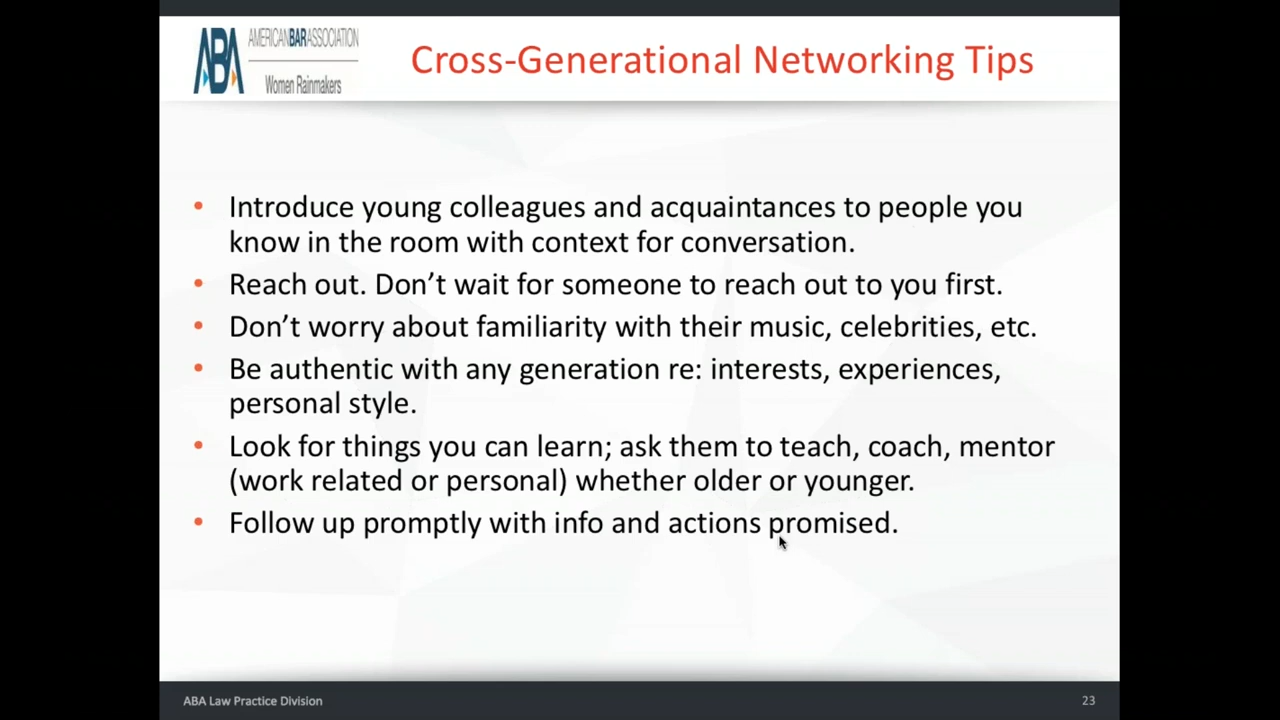 ABA
AMERICANBARASSOCIATION
Women Rainmakers
Cross-Generational Networking Tips
• Introduce young colleagues and acquaintances to people you
know in the room with context for conversation.
• Reach out. Don’t wait for someone to reach out to you first.
• Don’t worry about familiarity with their music, celebrities, etc.
• Be authentic with any generation re: interests, experiences,
personal style.
• Look for things you can learn; ask them to teach, coach, mentor
(work related or personal) whether older or younger.
• Follow up promptly with info and actions promised.
ABA Law Practice Division
23